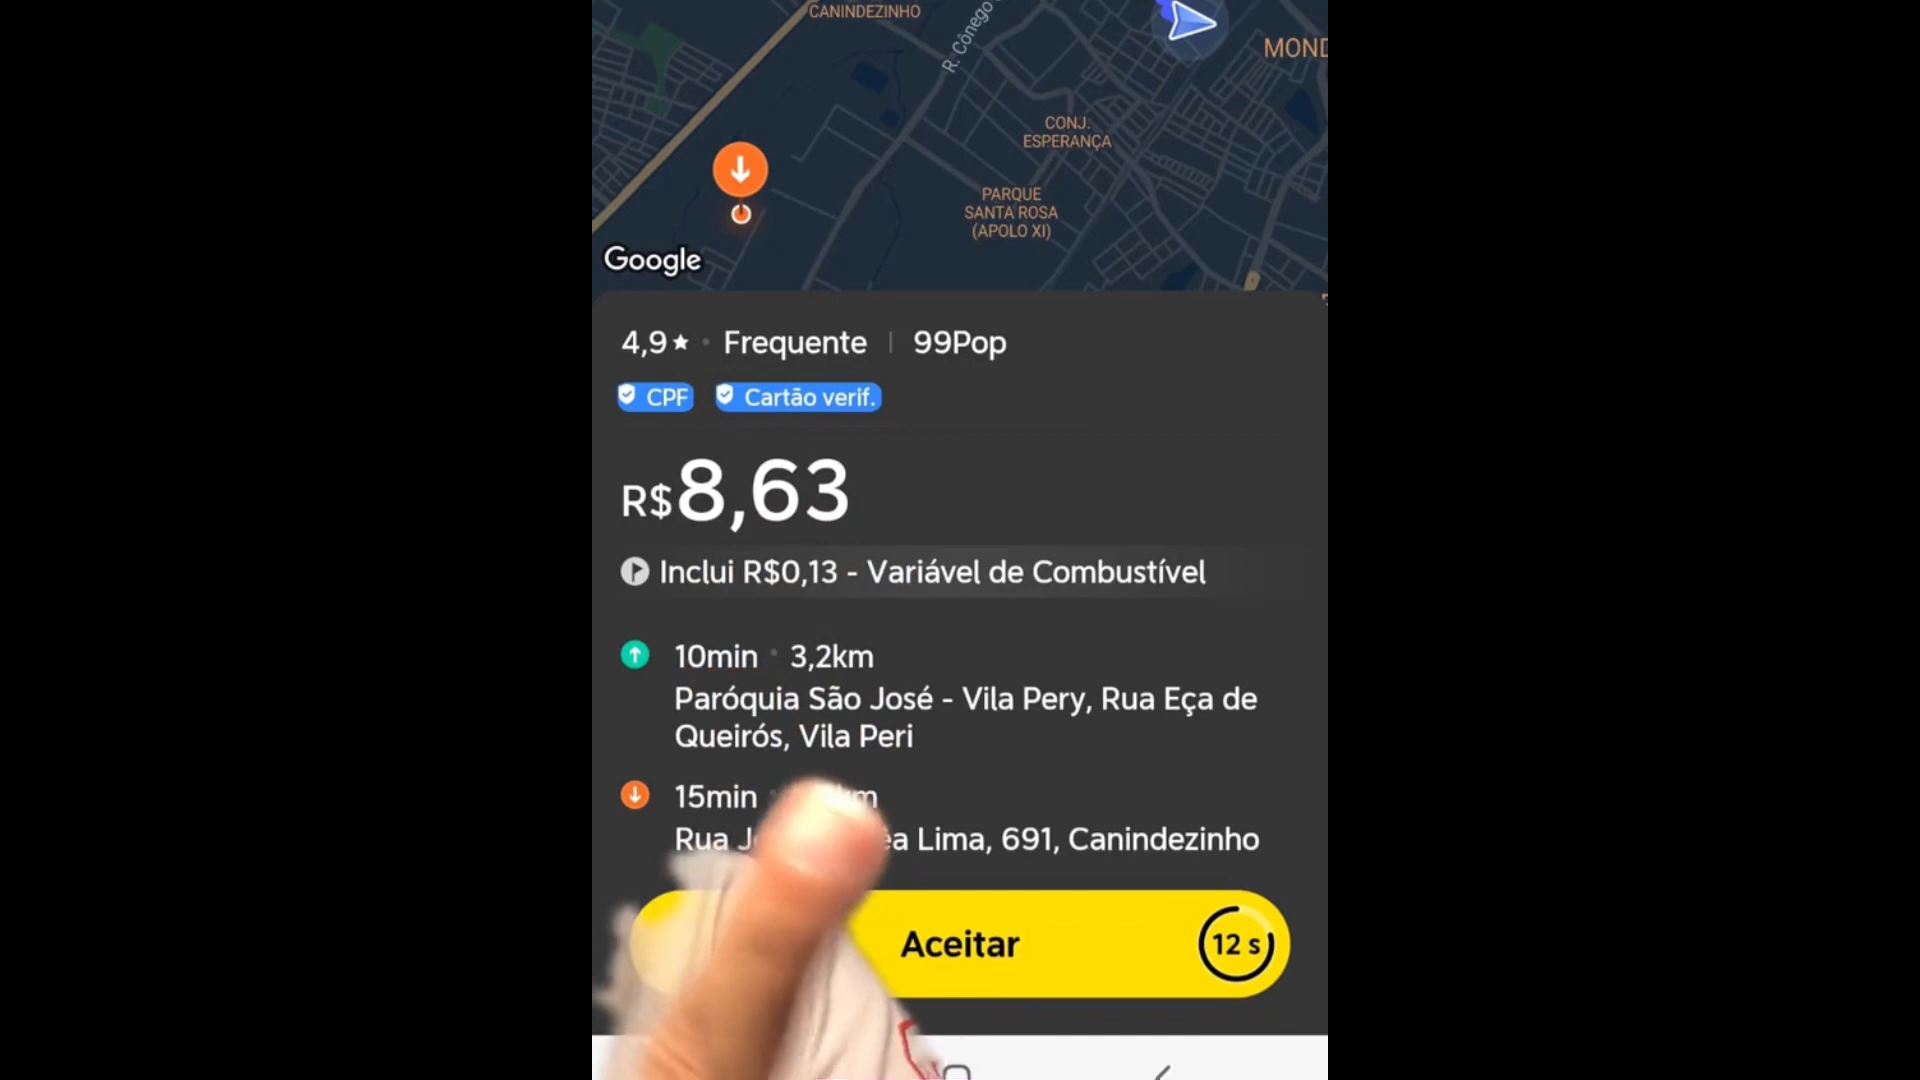 CANINDEZINHO
R. Cônego
MOND
CONJ.
ESPERANÇA
PARQUE
SANTA ROSA
(APOLO XI)
Google
4,9★ • Frequente | 99Pop
CPF Cartão verif.
R$8,63
Inclui R$0,13 - Variável de Combustível
10min • 3,2km
Paróquia São José - Vila Pery, Rua Eça de
Queirós, Vila Peri
15min km
Rua Lima, 691, Canindezinho
Aceitar 12 s